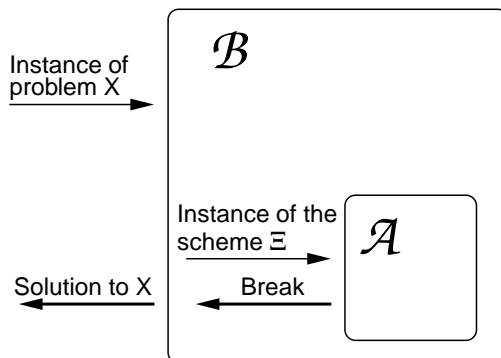 Instance of
problem X
ℬ
Instance of the
scheme Ξ
𝒜
Solution to X
Break